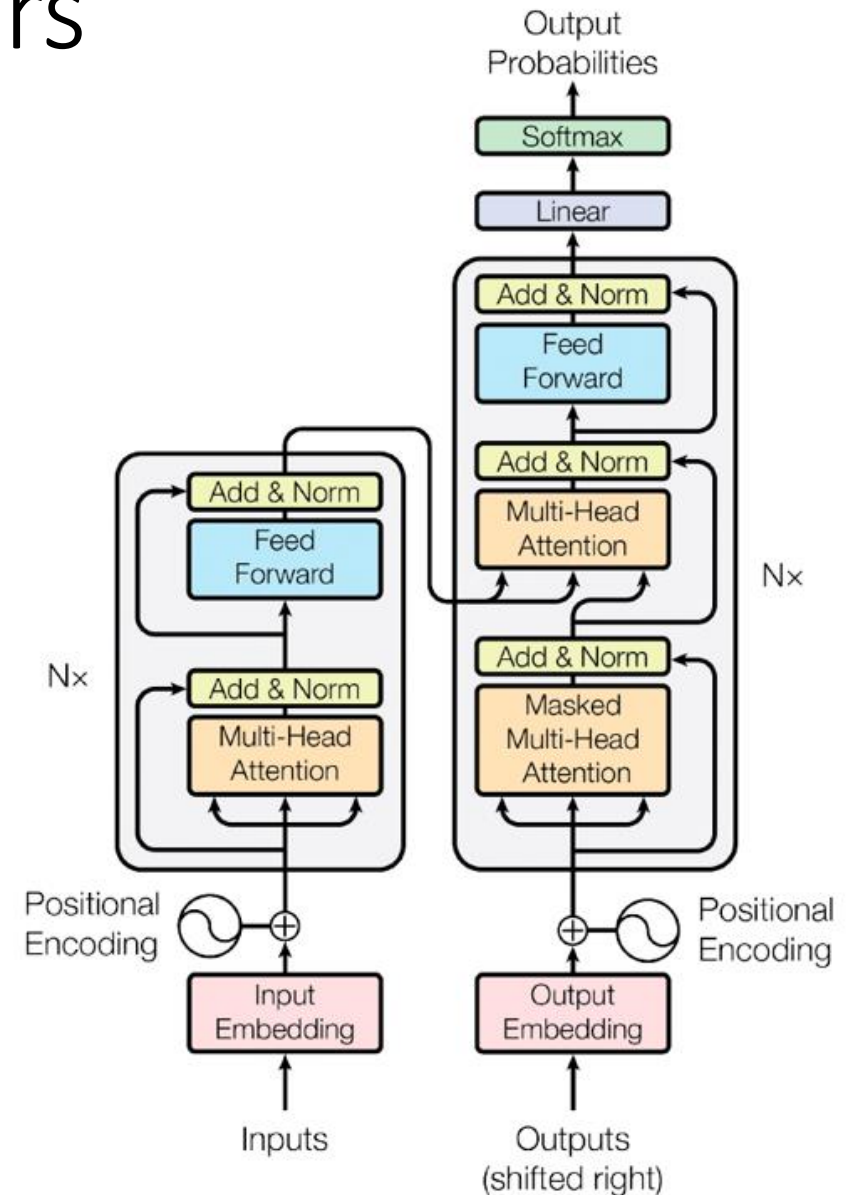 rs
Output
Probabilities
Softmax
Linear
Add & Norm
Feed
Forward
Add & Norm
Multi-Head
Attention
Nx
Add & Norm
Masked
Multi-Head
Attention
Add & Norm
Feed
Forward
Nx
Add & Norm
Multi-Head
Attention
Positional
Encoding
Positional
Encoding
Input
Embedding
Output
Embedding
Inputs
Outputs
(shifted right)